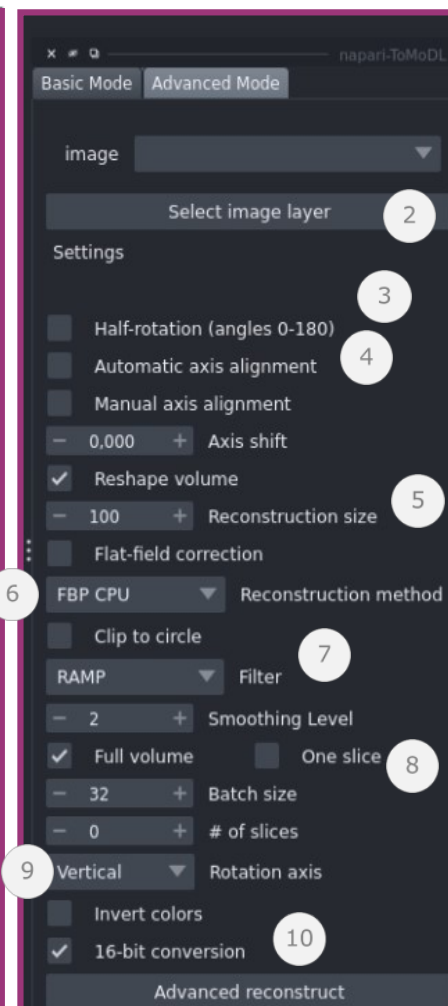 napari-ToMoDL
Basic Mode Advanced Mode
image
Select image layer 2
Settings
3
Half-rotation (angles 0-180)
Automatic axis alignment 4
Manual axis alignment
− 0,000 + Axis shift
Reshape volume
− 100 + Reconstruction size 5
Flat-field correction
6 FBP CPU Reconstruction method
Clip to circle
7
RAMP Filter
− 2 + Smoothing Level
Full volume One slice 8
− 32 + Batch size
− 0 + # of slices
9 Vertical Rotation axis
Invert colors
16-bit conversion 10
Advanced reconstruct